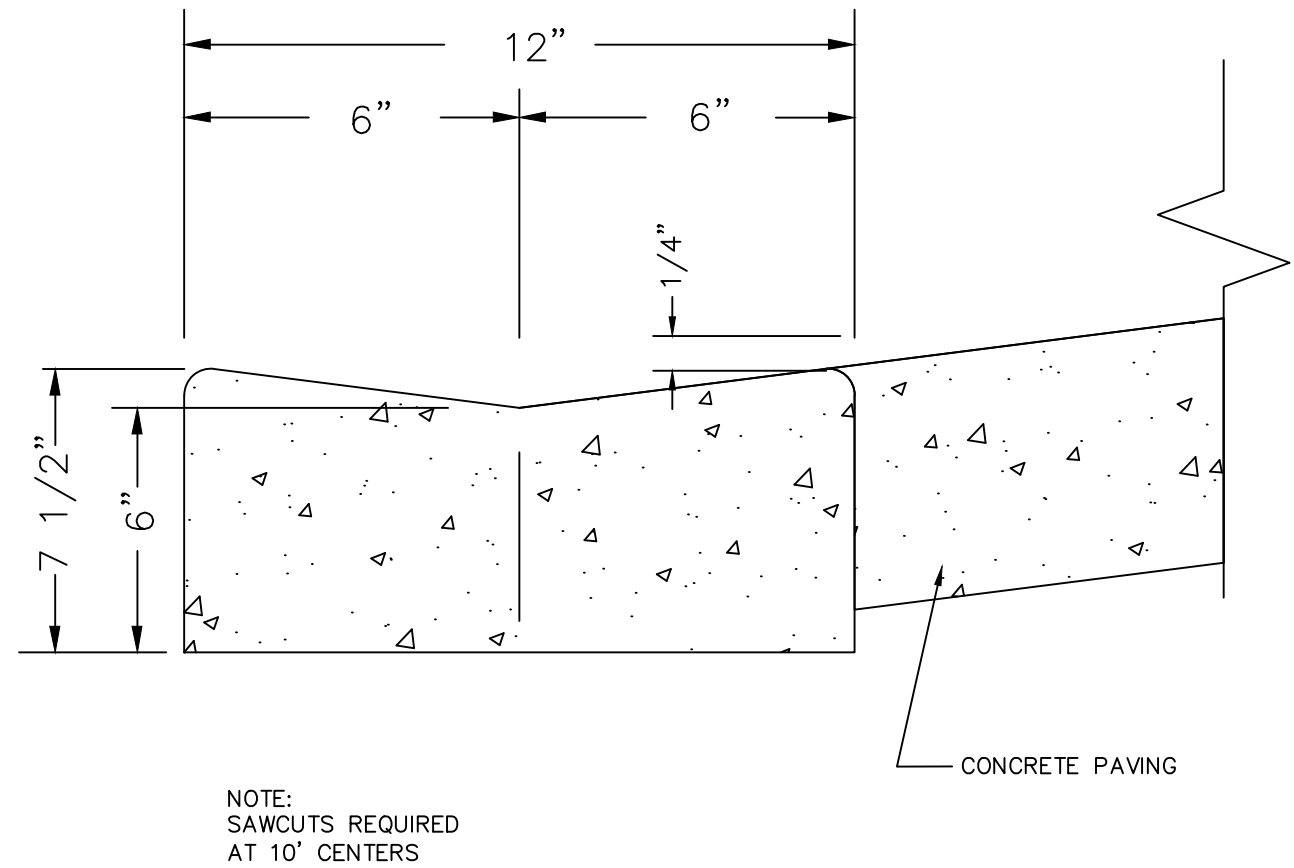 12”
6”
6”
1/4”
7 1/2”
6”
CONCRETE PAVING
NOTE:
SAWCUTS REQUIRED
AT 10’ CENTERS